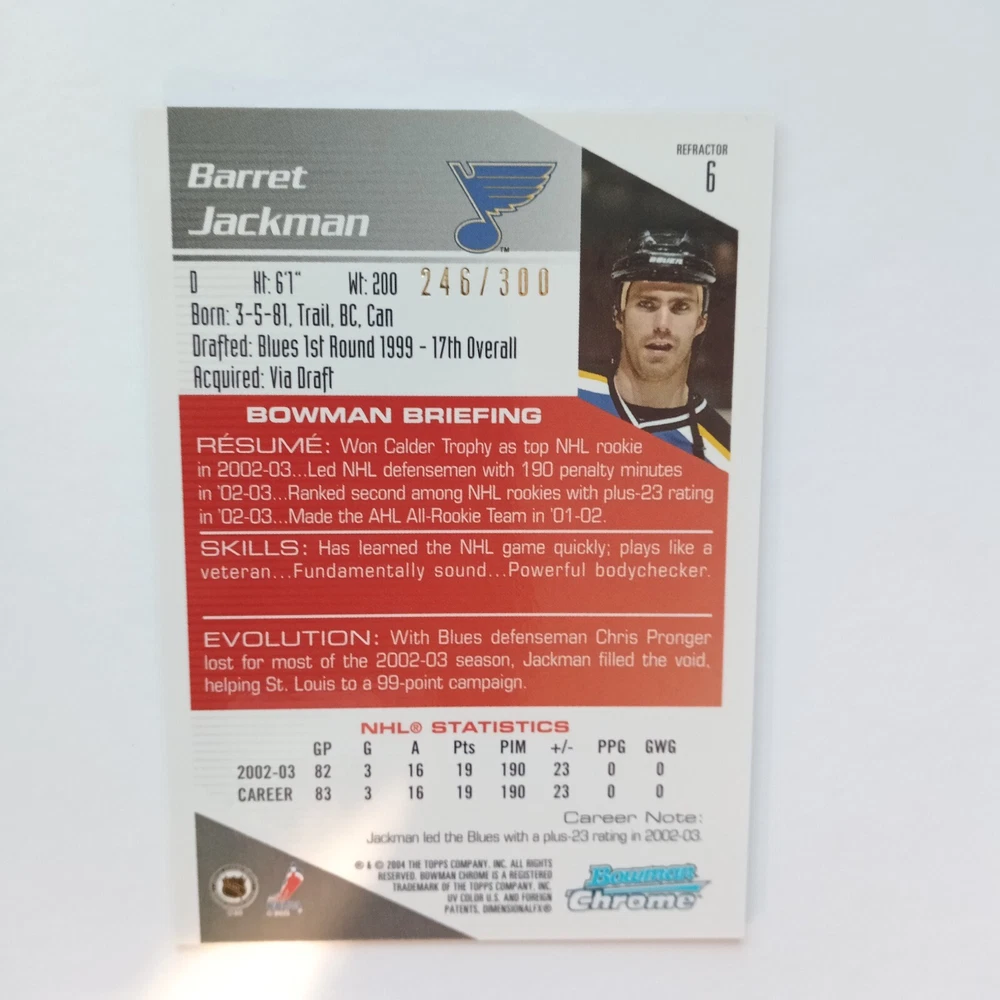 REFRACTOR
6
Barret
Jackman
TM
D Ht: 6'1" Wt: 200 246/300
Born: 3-5-81, Trail, BC, Can
Drafted: Blues 1st Round 1999 - 17th Overall
Acquired: Via Draft
BAUER
BOWMAN BRIEFING
RÉSUMÉ: Won Calder Trophy as top NHL rookie
in 2002-03...Led NHL defensemen with 190 penalty minutes
in '02-03...Ranked second among NHL rookies with plus-23 rating
in '02-03...Made the AHL All-Rookie Team in '01-02.
SKILLS: Has learned the NHL game quickly; plays like a
veteran...Fundamentally sound...Powerful bodychecker.
EVOLUTION: With Blues defenseman Chris Pronger
lost for most of the 2002-03 season, Jackman filled the void,
helping St. Louis to a 99-point campaign.
NHL® STATISTICS
GP G A Pts PIM +/- PPG GWG
2002-03 82 3 16 19 190 23 0 0
CAREER 83 3 16 19 190 23 0 0
Career Note:
Jackman led the Blues with a plus-23 rating in 2002-03.
® & © 2004 THE TOPPS COMPANY, INC. ALL RIGHTS
RESERVED. BOWMAN CHROME IS A REGISTERED
TRADEMARK OF THE TOPPS COMPANY, INC.
UV COLOR U.S. AND FOREIGN
PATENTS, DIMENSIONALFX®
Bowman
Chrome